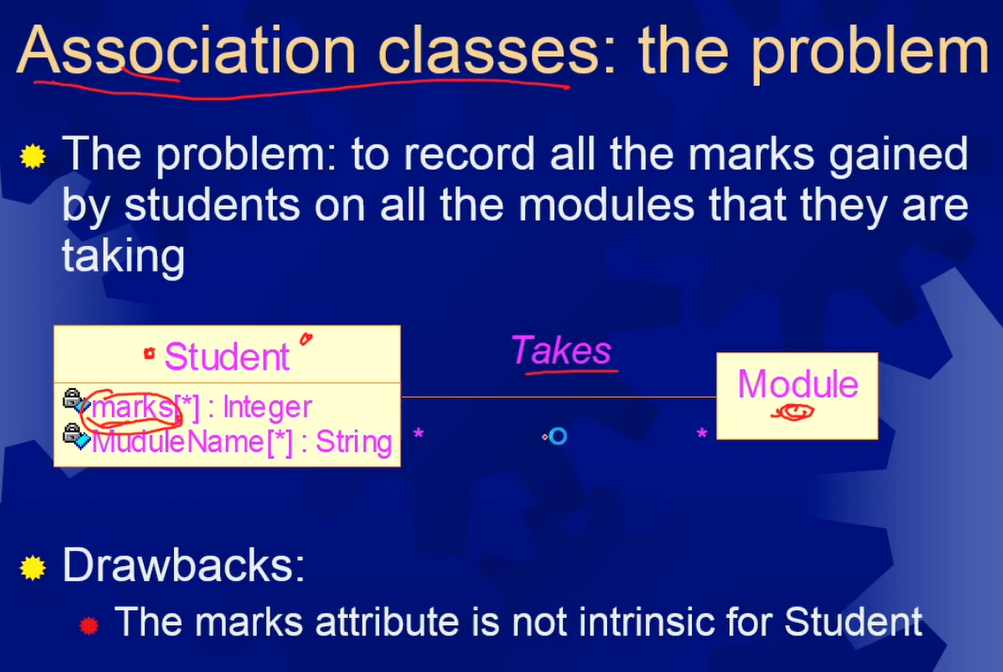 Association classes: the problem
The problem: to record all the marks gained
by students on all the modules that they are
taking
Student
Takes
Module
marks[*] : Integer
MuduleName[*] : String
*
*
Drawbacks:
The marks attribute is not intrinsic for Student